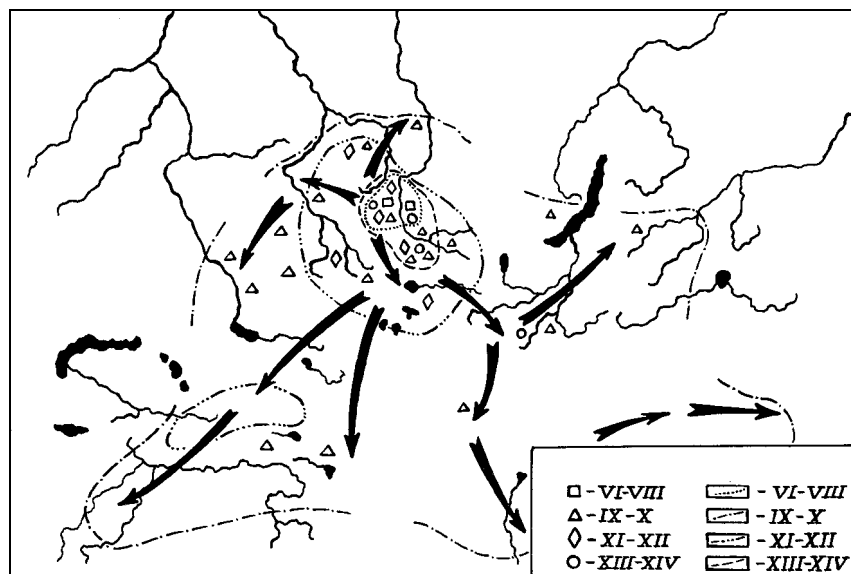 - VI-VIII - VI-VIII
- IX-X - IX-X
- XI-XII - XI-XII
- XIII-XIV - XIII-XIV